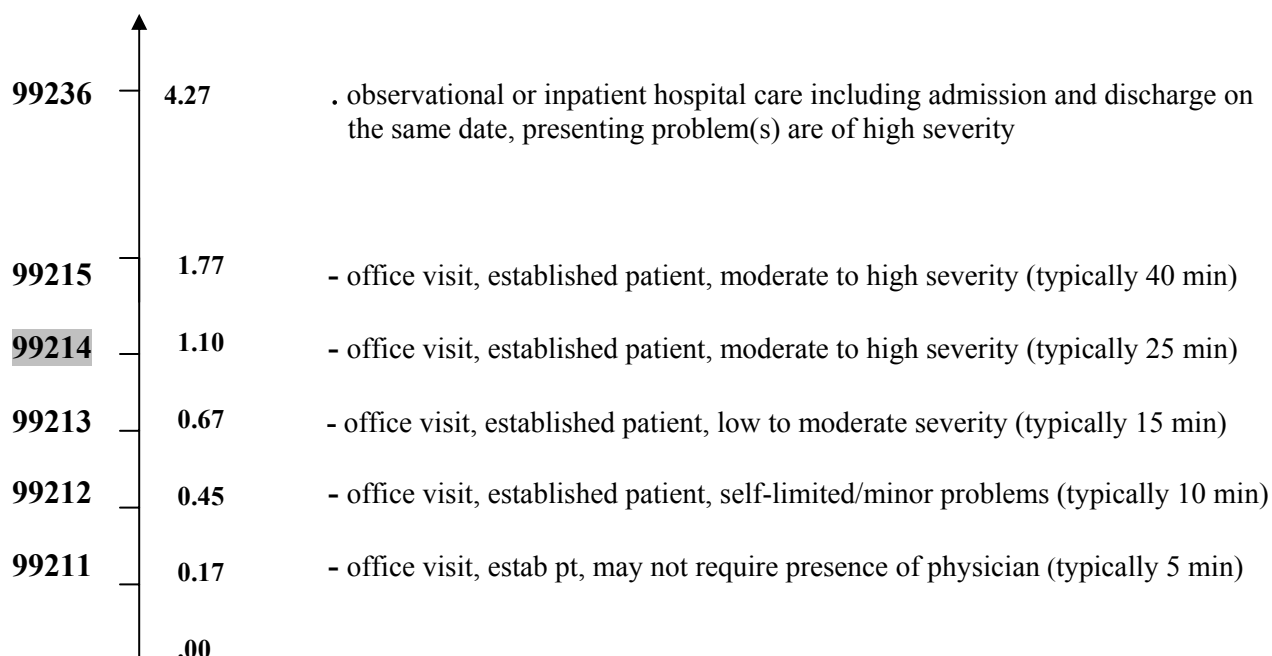 99236 4.27 . observational or inpatient hospital care including admission and discharge on
the same date, presenting problem(s) are of high severity
99215 1.77 - office visit, established patient, moderate to high severity (typically 40 min)
99214 1.10 - office visit, established patient, moderate to high severity (typically 25 min)
99213 0.67 - office visit, established patient, low to moderate severity (typically 15 min)
99212 0.45 - office visit, established patient, self-limited/minor problems (typically 10 min)
99211 0.17 - office visit, estab pt, may not require presence of physician (typically 5 min)
.00